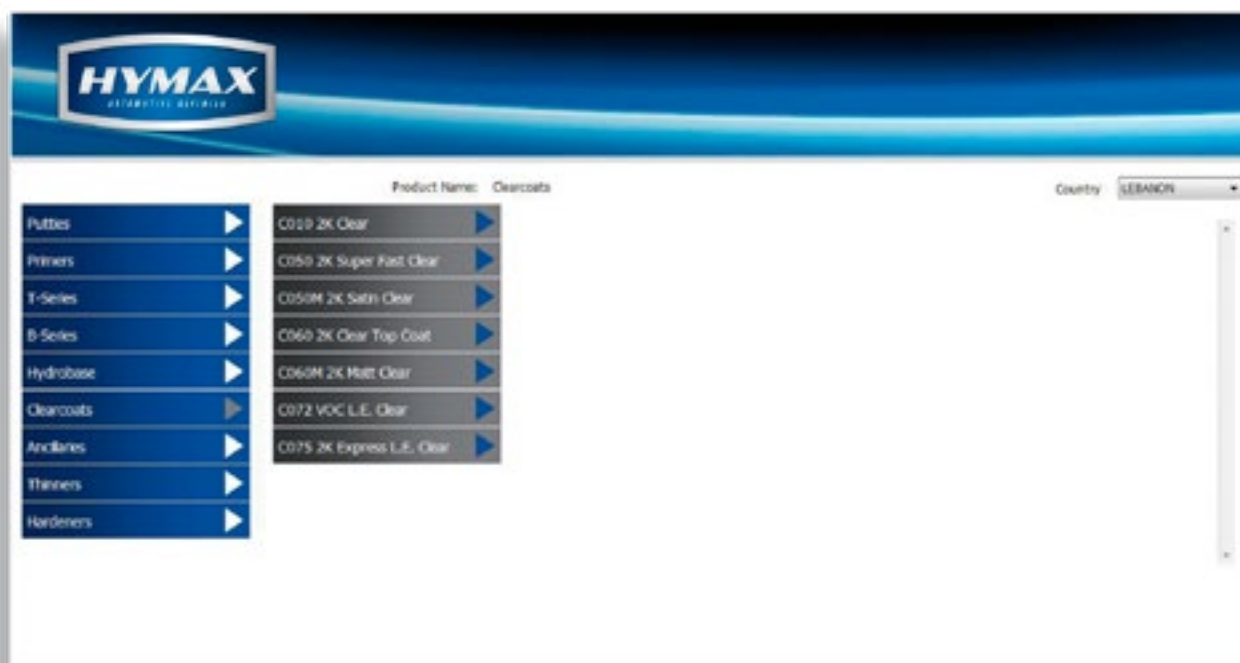 HYMAX
AUTOMOTIVE REFINISH
Product Name: Clearcoats
Country LEBANON
Putties
Primers
T-Series
B-Series
Hydrobase
Clearcoats
Ancillaries
Thinners
Hardeners
C010 2K Clear
C050 2K Super Fast Clear
C050M 2K Satin Clear
C060 2K Clear Top Coat
C060M 2K Matt Clear
C072 VOC L.E. Clear
C075 2K Express L.E. Clear